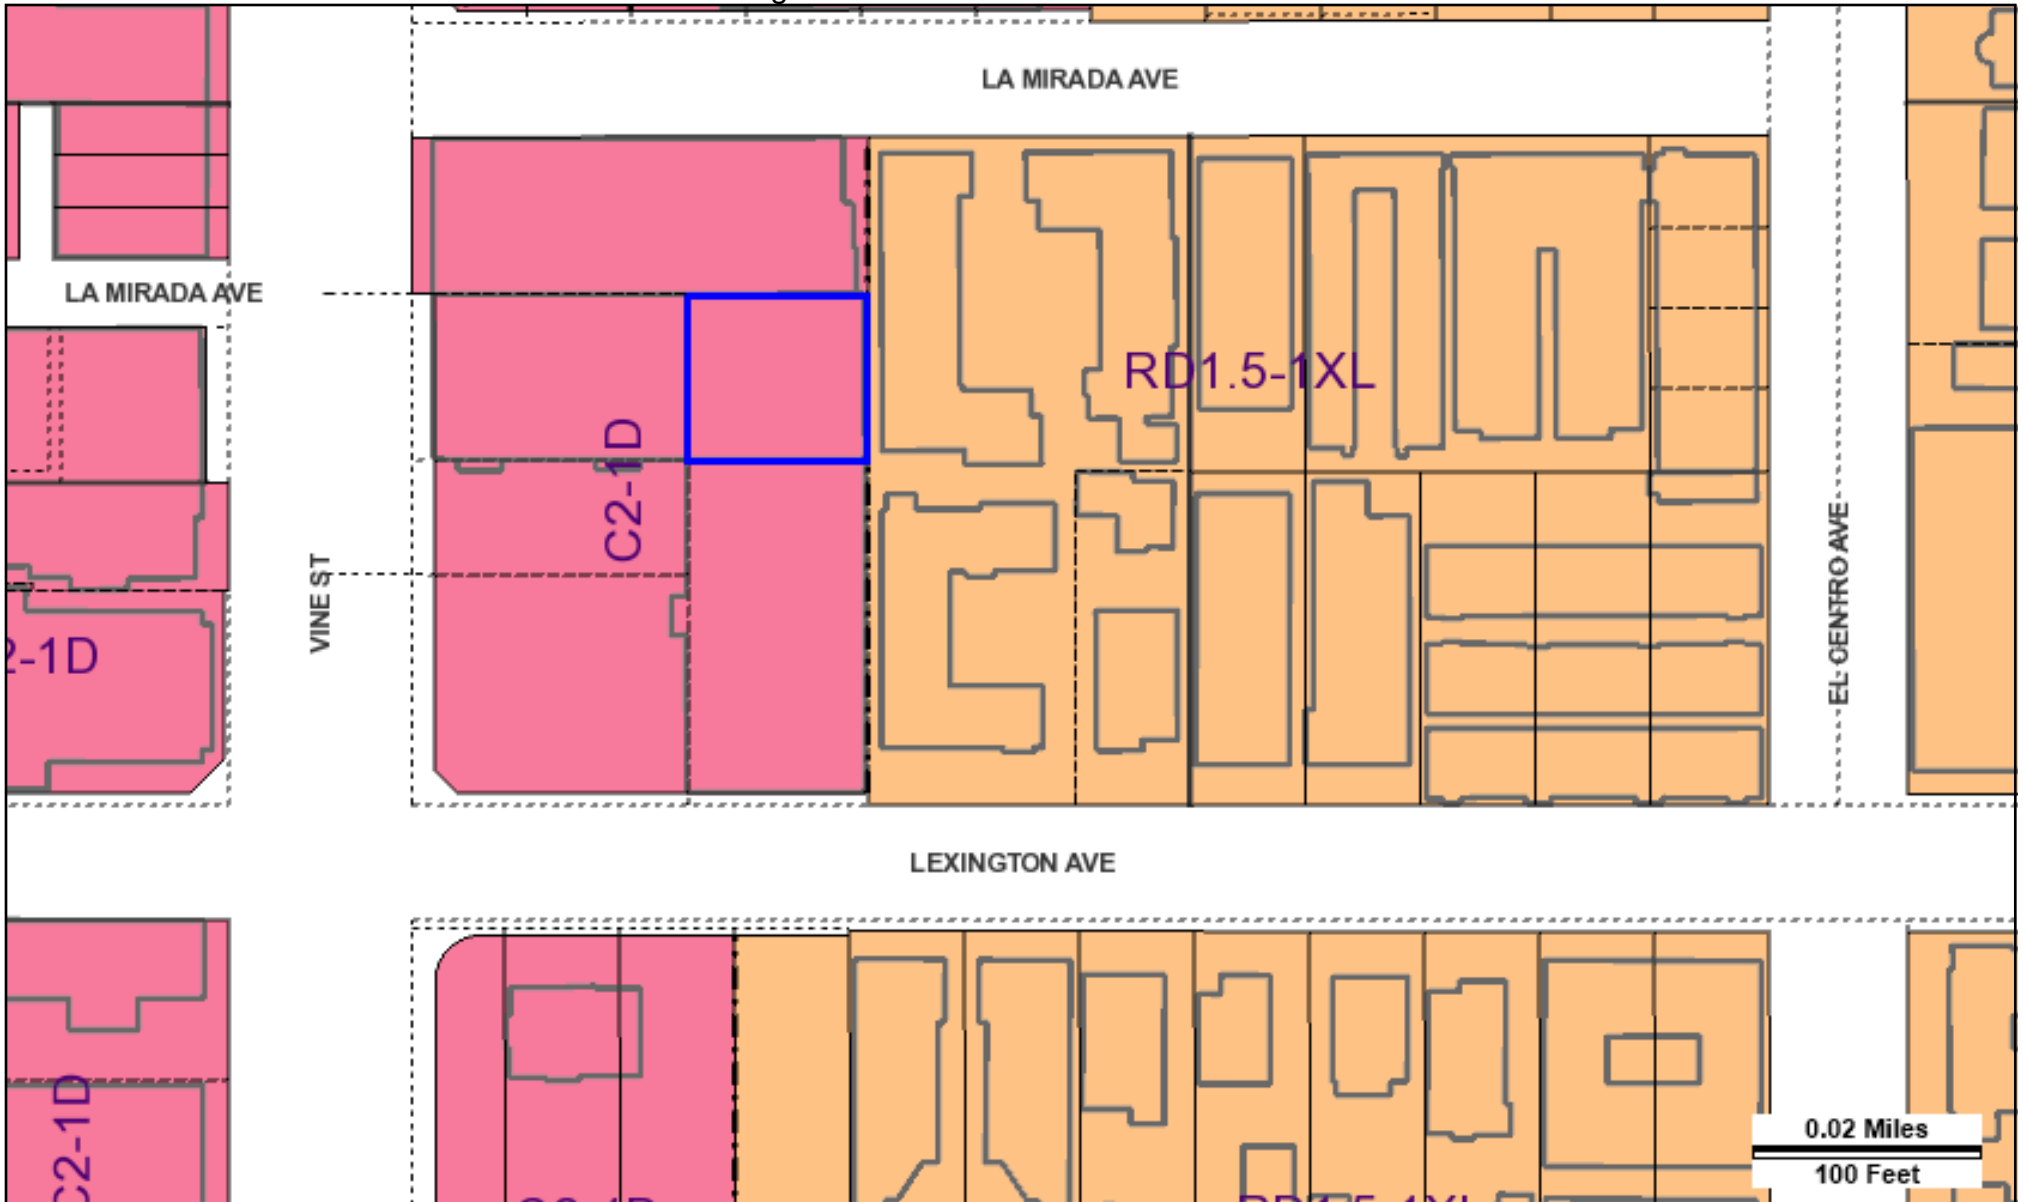 LA MIRADA AVE
LA MIRADA AVE
RD1.5-1XL
C2-1D
VINE ST
EL CENTRO AVE
2-1D
LEXINGTON AVE
C2-1D
0.02 Miles
100 Feet